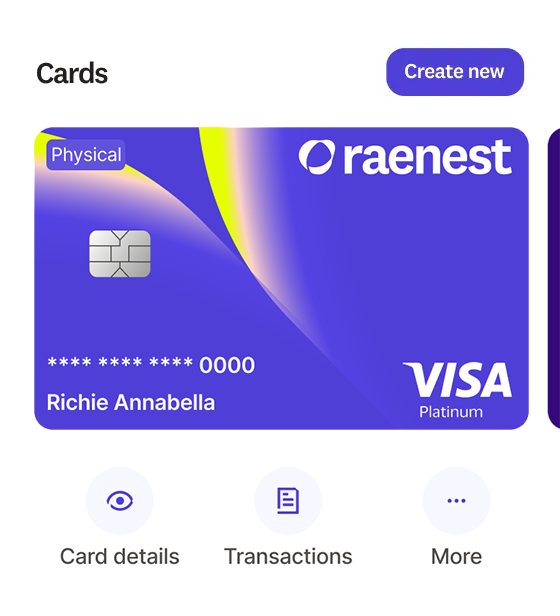 Cards
Create new
Physical
raenest
**** **** **** 0000
Richie Annabella
VISA
Platinum
Card details
Transactions
More